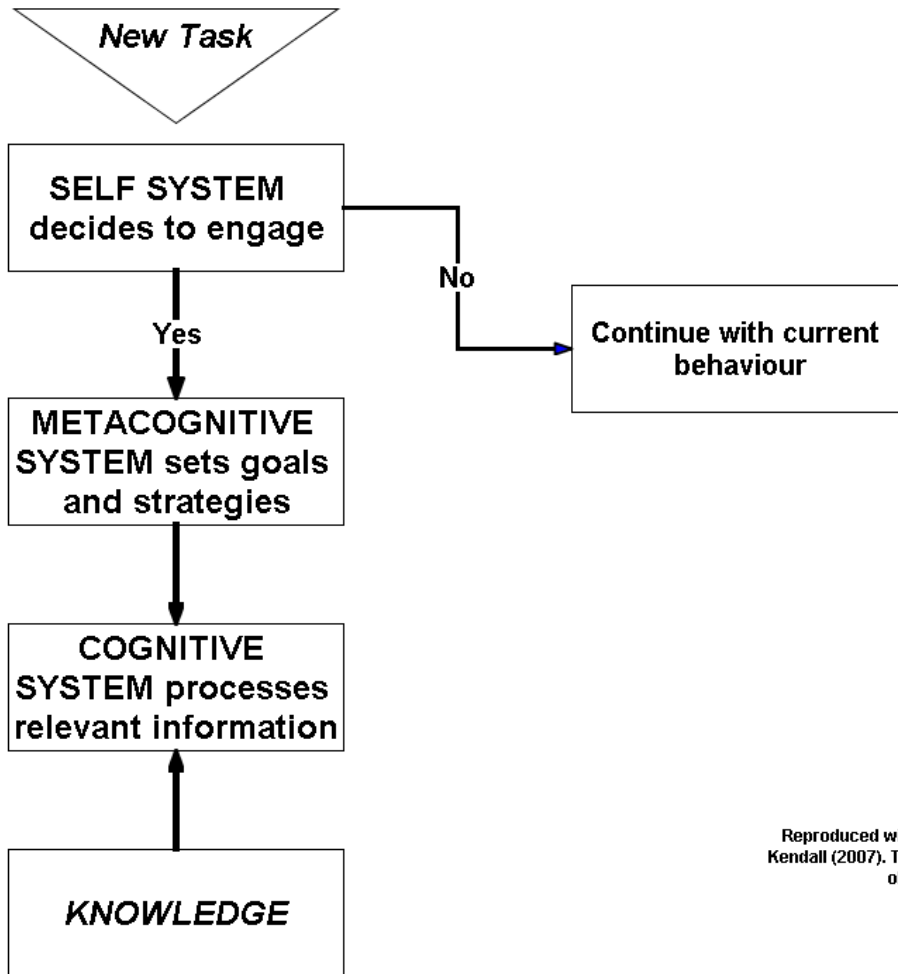 New Task
SELF SYSTEM
decides to engage
No
Yes
Continue with current
behaviour
METACOGNITIVE
SYSTEM sets goals
and strategies
COGNITIVE
SYSTEM processes
relevant information
KNOWLEDGE
Reproduced
Kendall (2007).